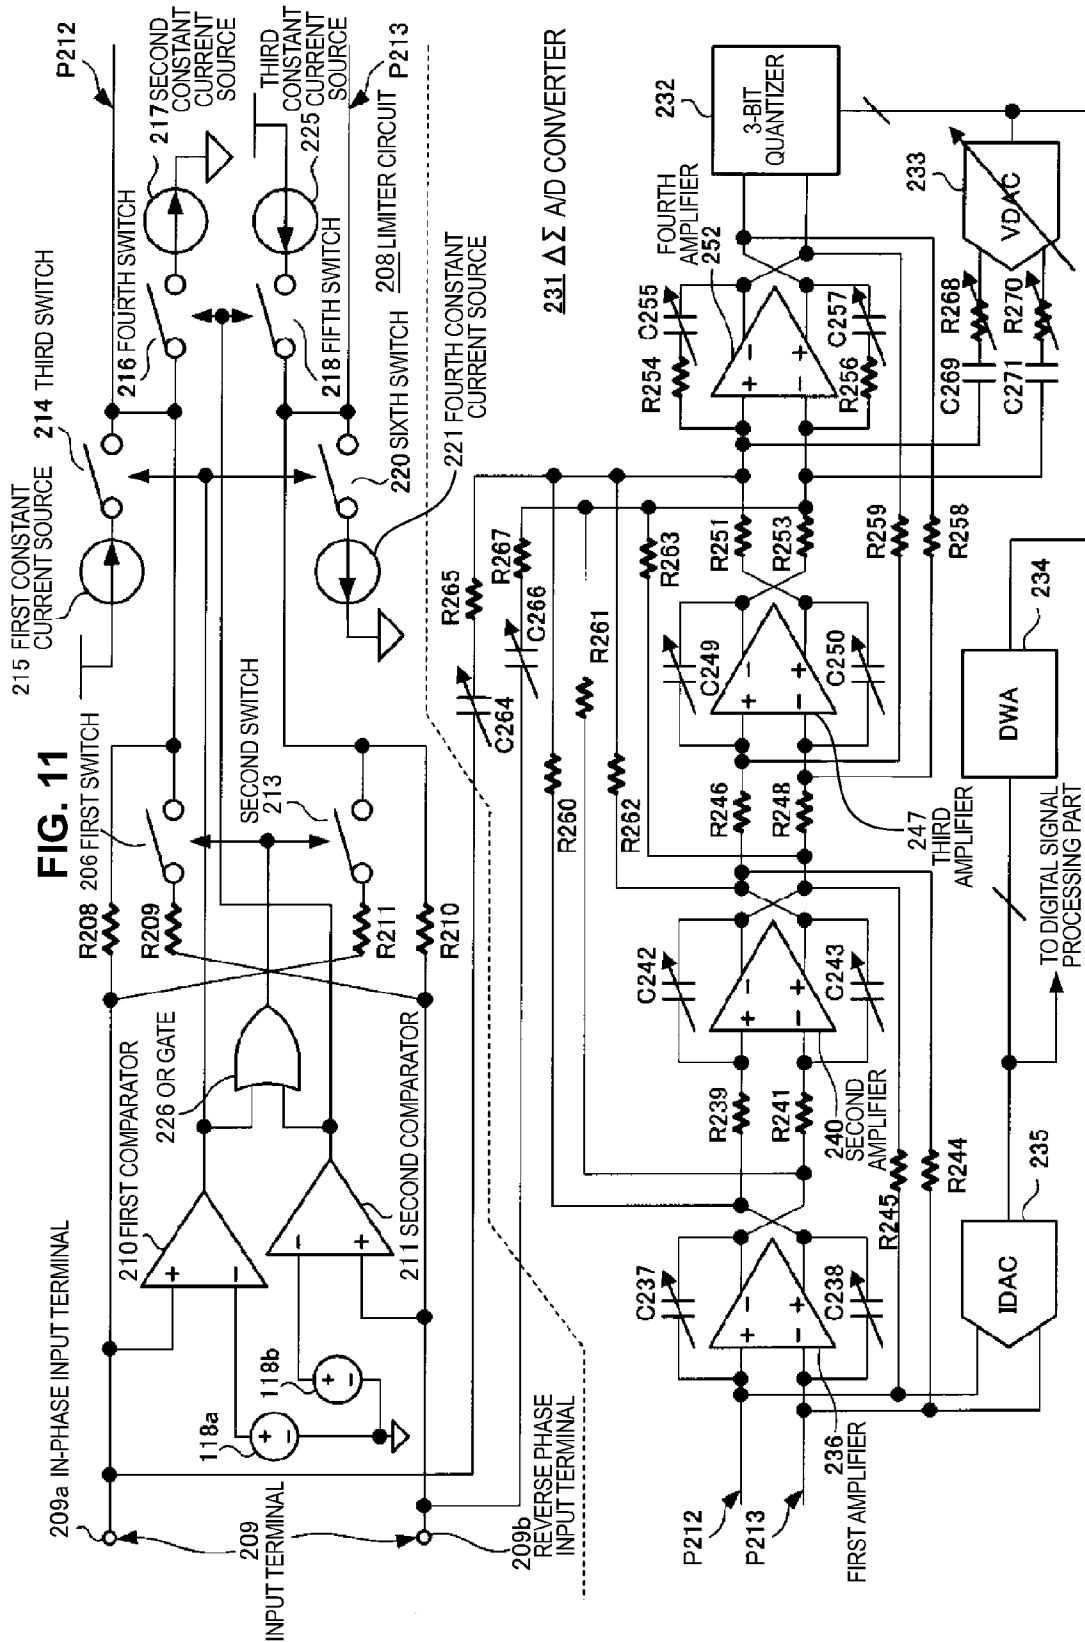 FIG. 11
209a IN-PHASE INPUT TERMINAL
209
INPUT TERMINAL
209b
REVERSE PHASE
INPUT TERMINAL
118a
118b
+
−
+
−
210 FIRST COMPARATOR
+
−
211 SECOND COMPARATOR
−
+
226 OR GATE
R208
R209
R211
R210
206 FIRST SWITCH
SECOND SWITCH
213
215 FIRST CONSTANT
CURRENT SOURCE
214 THIRD SWITCH
216 FOURTH SWITCH
217 SECOND
CONSTANT
CURRENT
SOURCE
P212
THIRD
CONSTANT
CURRENT
SOURCE
225
P213
218 FIFTH SWITCH
220 SIXTH SWITCH
208 LIMITER CIRCUIT
221 FOURTH CONSTANT
CURRENT SOURCE
231 ΔΣ A/D CONVERTER
C264
R265
C266
R267
R260
R261
R262
R263
P212
P213
FIRST AMPLIFIER
236
C237
C238
+
−
−
+
R239
R241
240
SECOND
AMPLIFIER
C242
C243
+
−
−
+
R245
R244
R246
R248
247
THIRD
AMPLIFIER
C249
C250
+
−
−
+
R251
R253
R259
R258
R254
C255
R256
C257
FOURTH
AMPLIFIER
252
+
−
−
+
232
3-BIT
QUANTIZER
C269
R268
C271
R270
233
VDAC
234
DWA
TO DIGITAL SIGNAL
PROCESSING PART
235
IDAC